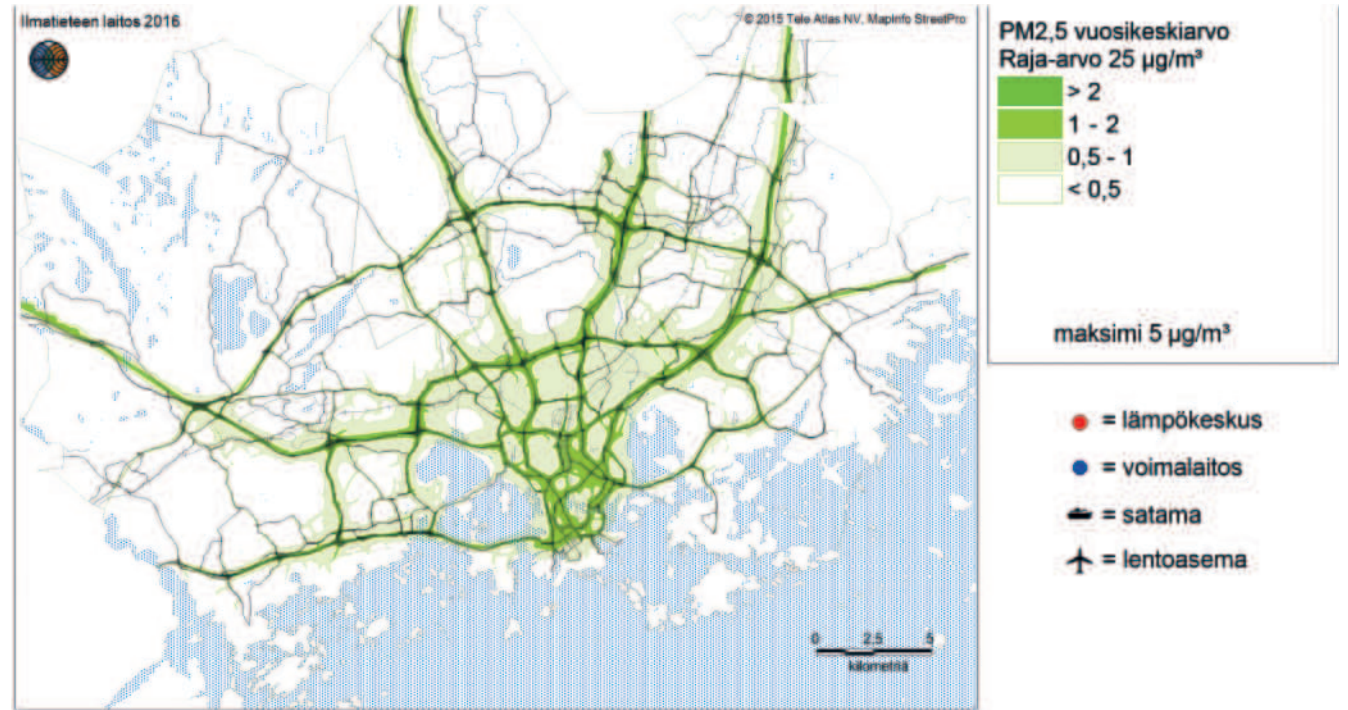 Ilmatieteen laitos 2016
© 2015 Tele Atlas NV, MapInfo StreetPro
PM2,5 vuosikeskiarvo
Raja-arvo 25 µg/m³
> 2
1 - 2
0,5 - 1
< 0,5
maksimi 5 µg/m³
= lämpökeskus
= voimalaitos
= satama
= lentoasema
0 2,5 5
kilometriä